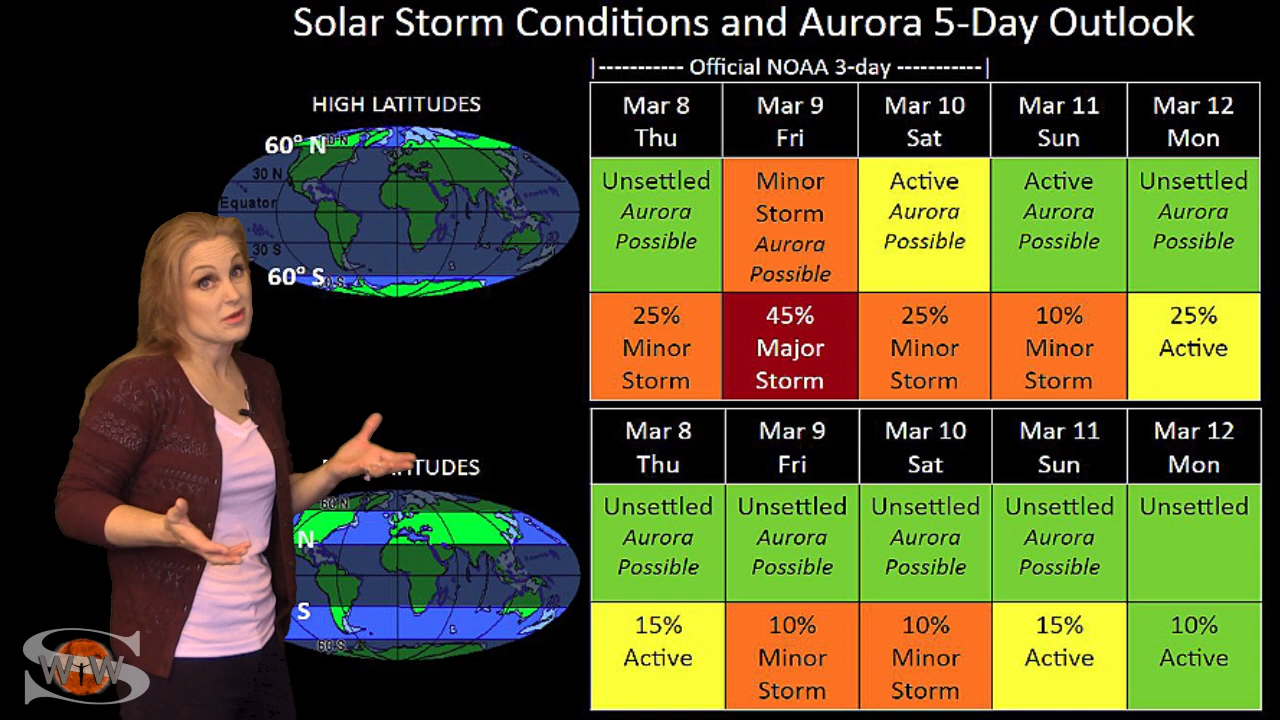 Solar Storm Conditions and Aurora 5-Day Outlook
|----------- Official NOAA 3-day -----------|
HIGH LATITUDES
60° N
30 N
Equator
30 S
60° S
Mar 8 Mar 9 Mar 10 Mar 11 Mar 12
Thu Fri Sat Sun Mon
Unsettled
Aurora
Possible
Minor
Storm
Aurora
Possible
Active
Aurora
Possible
Active
Aurora
Possible
Unsettled
Aurora
Possible
25%
Minor
Storm
45%
Major
Storm
25%
Minor
Storm
10%
Minor
Storm
25%
Active
60 N
N
S
60 S
Mar 8 Mar 9 Mar 10 Mar 11 Mar 12
Thu Fri Sat Sun Mon
Unsettled
Aurora
Possible
Unsettled
Aurora
Possible
Unsettled
Aurora
Possible
Unsettled
Aurora
Possible
Unsettled
15%
Active
10%
Minor
Storm
10%
Minor
Storm
15%
Active
10%
Active
S
WTW